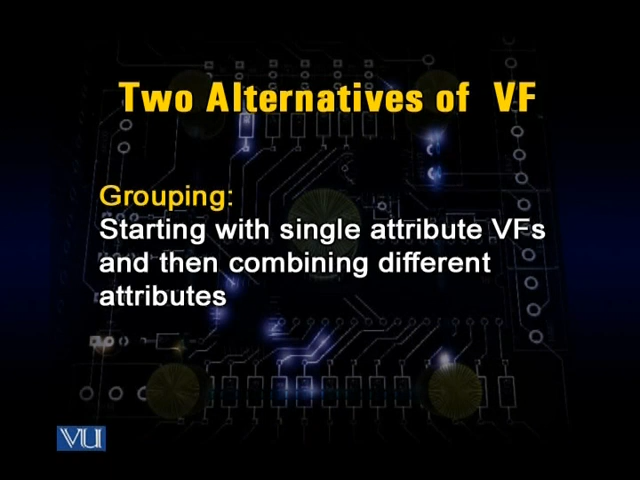 Two Alternatives of VF
Grouping:
Starting with single attribute VFs
and then combining different
attributes
VU